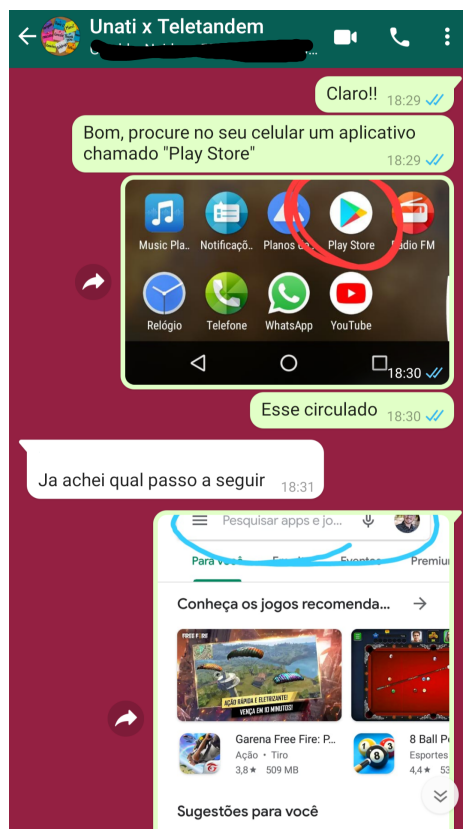 Unati x Teletandem
Claro!! 18:29
Bom, procure no seu celular um aplicativo
chamado "Play Store"
18:29
Music Pla.. Notificaçõ.. Planos de.. Play Store Rádio FM
Relógio Telefone WhatsApp YouTube
18:30
Esse circulado 18:30
Ja achei qual passo a seguir 18:31
Pesquisar apps e jo...
Para você Eventos Premiu
Conheça os jogos recomenda...
FREE FIRE
AÇÃO RÁPIDA E ELETRIZANTE!
VENÇA EM 10 MINUTOS!
Garena Free Fire: P... 8 Ball P
Ação • Tiro Esportes
3,8★ 509 MB 4,4★ 53
Sugestões para você